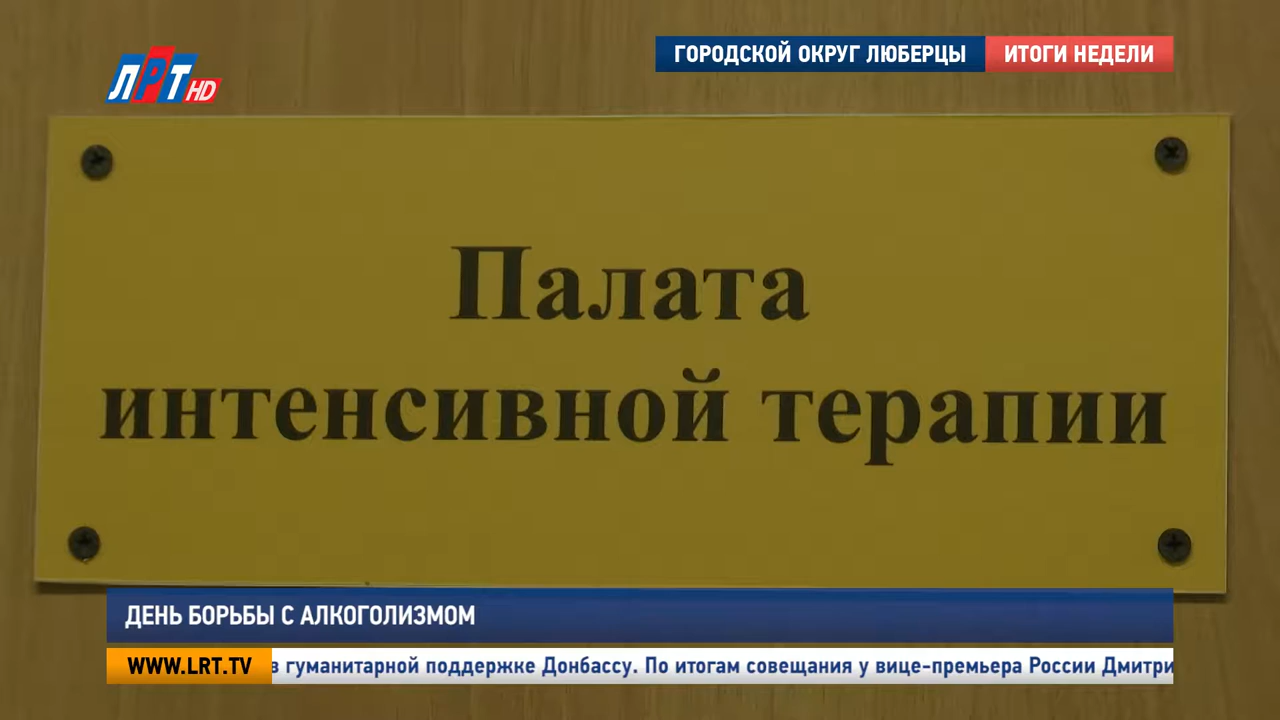 ЛРТ HD
ГОРОДСКОЙ ОКРУГ ЛЮБЕРЦЫ ИТОГИ НЕДЕЛИ
Палата
интенсивной терапии
ДЕНЬ БОРЬБЫ С АЛКОГОЛИЗМОМ
WWW.LRT.TV в гуманитарной поддержке Донбассу. По итогам совещания у вице-премьера России Дмитри